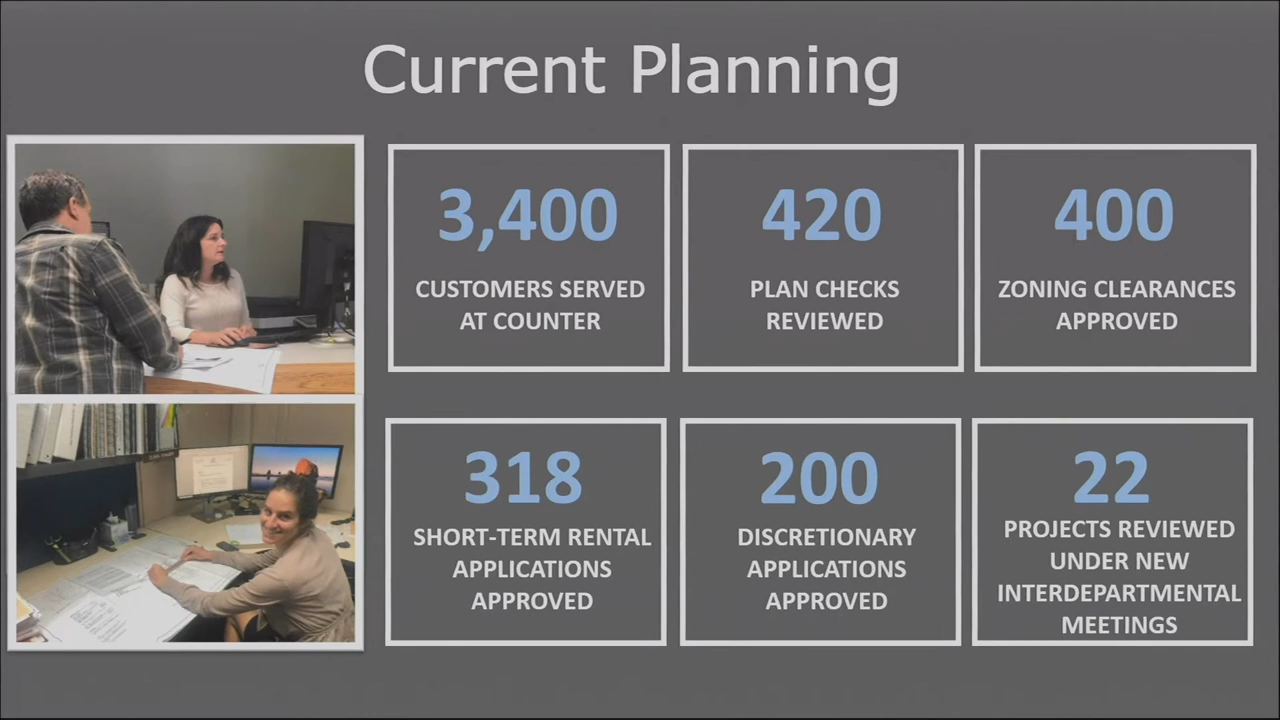 Current Planning
3,400
CUSTOMERS SERVED
AT COUNTER
420
PLAN CHECKS
REVIEWED
400
ZONING CLEARANCES
APPROVED
318
SHORT-TERM RENTAL
APPLICATIONS
APPROVED
200
DISCRETIONARY
APPLICATIONS
APPROVED
22
PROJECTS REVIEWED
UNDER NEW
INTERDEPARTMENTAL
MEETINGS